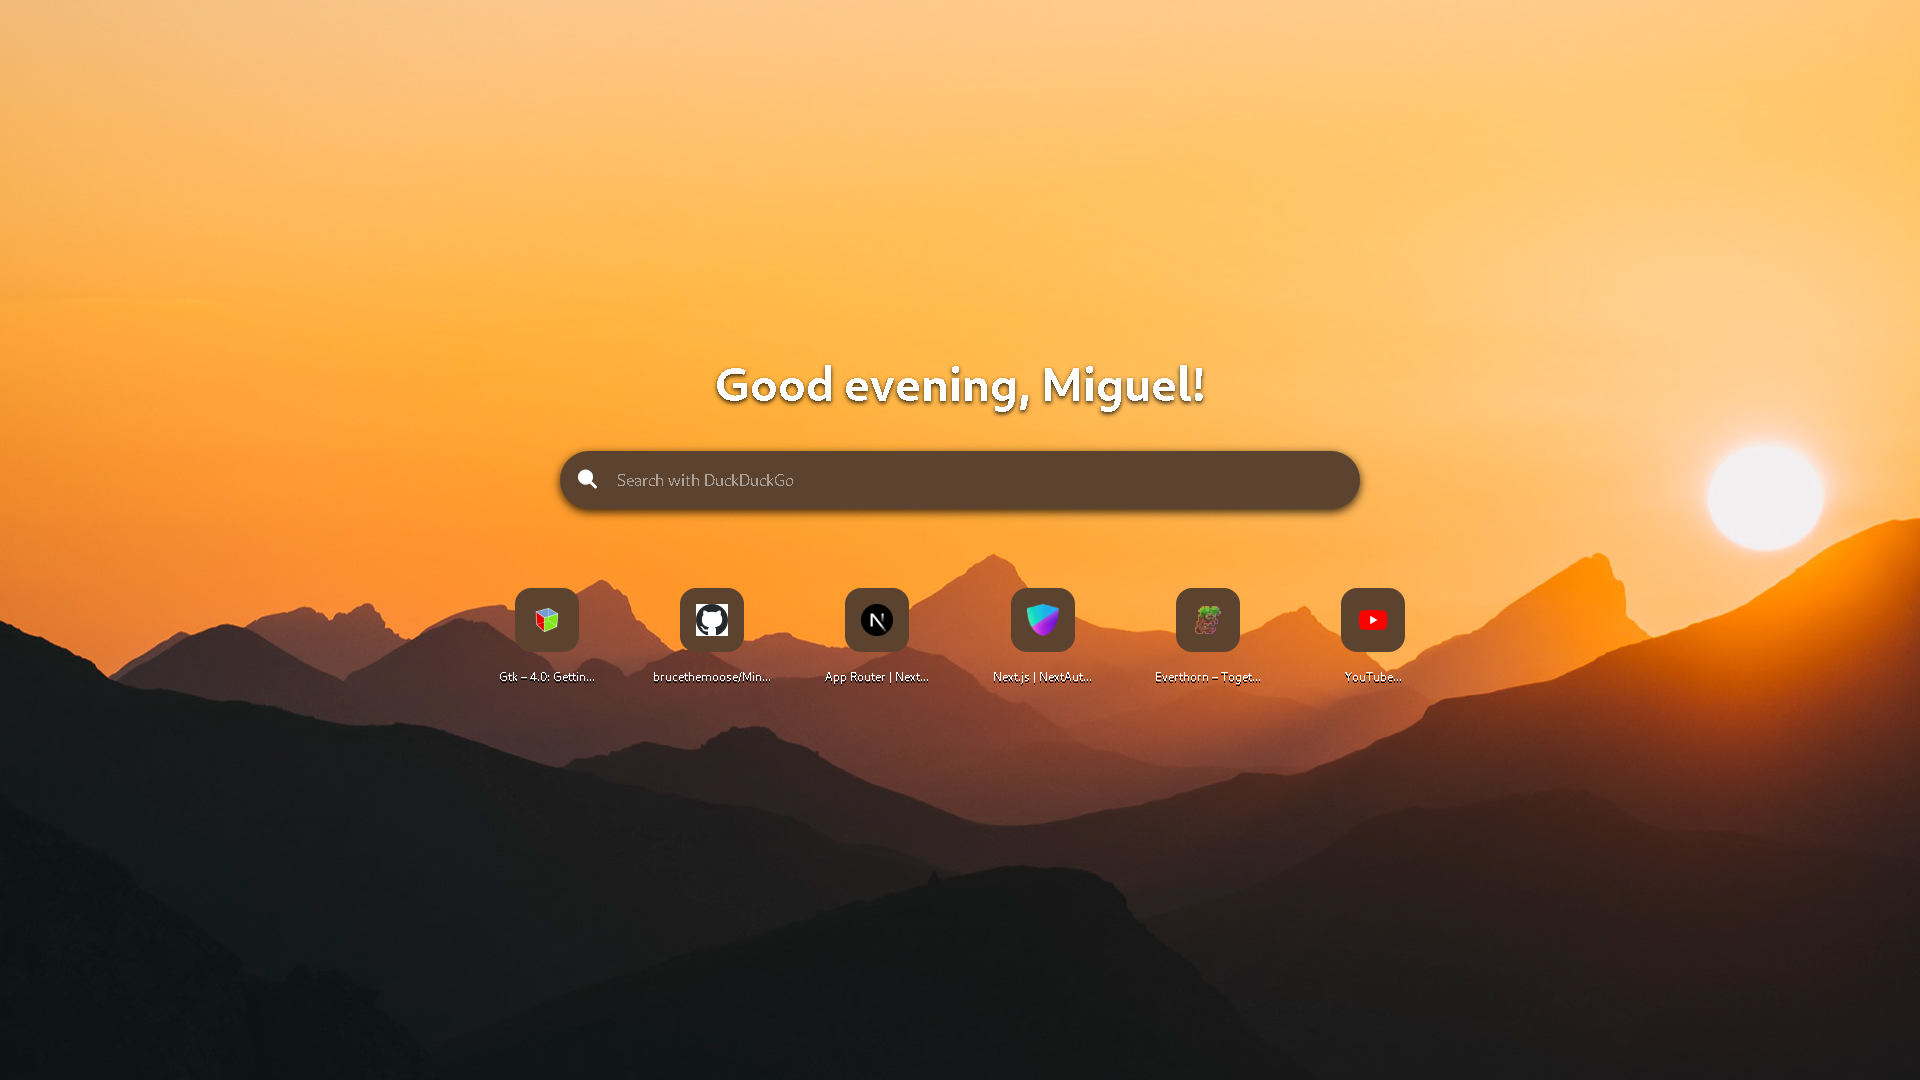 Good evening, Miguel!
Search with DuckDuckGo
Gtk – 4.0: Gettin...
brucethemoose/Min...
App Router | Next...
Next.js | NextAut...
Everthorn – Toget...
YouTube...